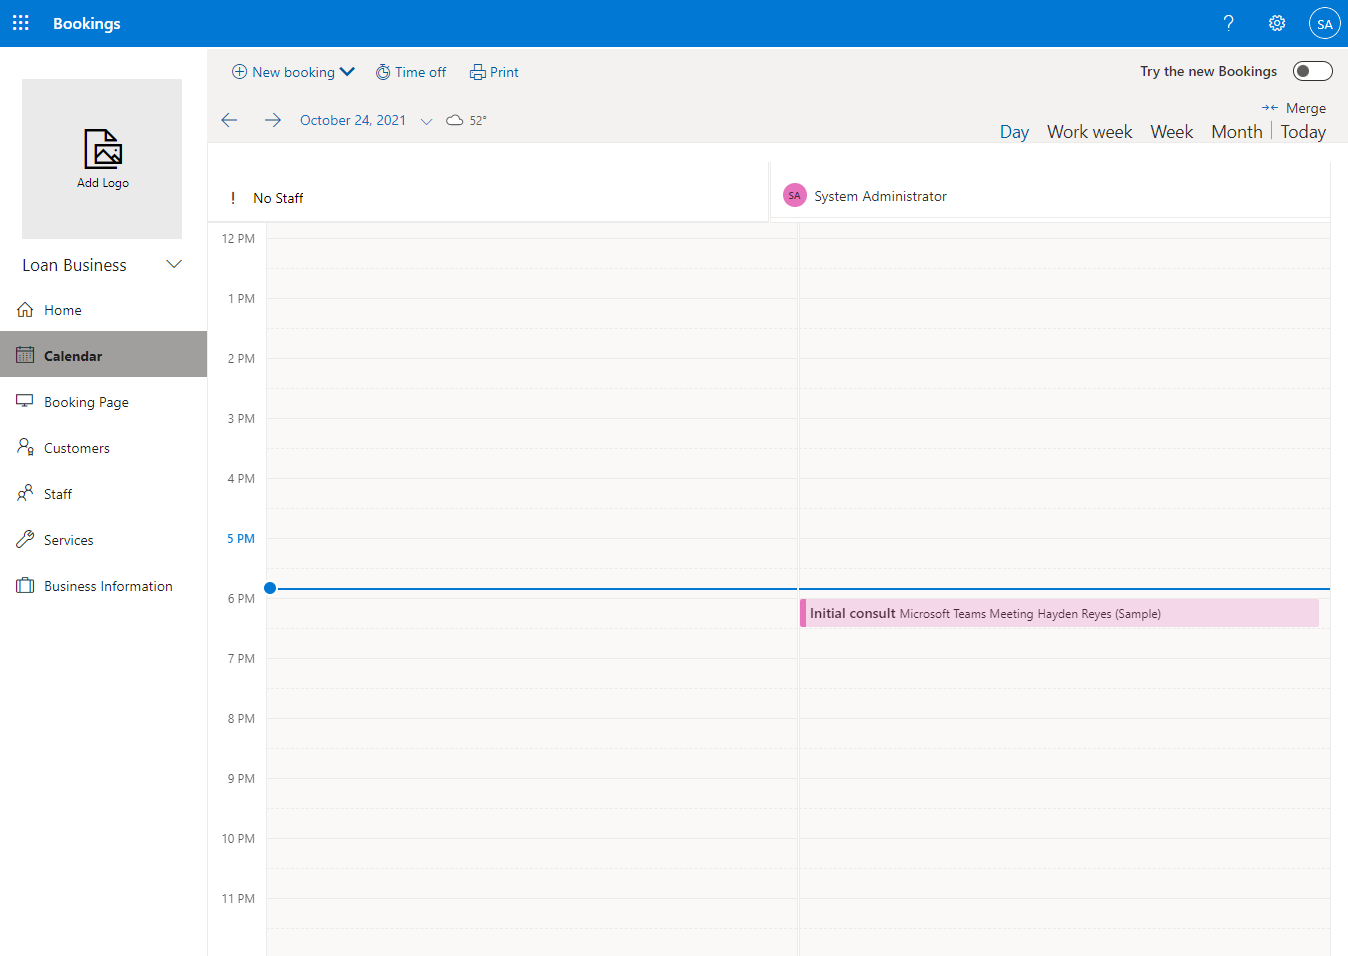 Bookings
?
SA
New booking
Time off
Print
Try the new Bookings
October 24, 2021
52°
Merge
Day
Work week
Week
Month
Today
Add Logo
Loan Business
Home
Calendar
Booking Page
Customers
Staff
Services
Business Information
! No Staff
SA System Administrator
12 PM
1 PM
2 PM
3 PM
4 PM
5 PM
6 PM
Initial consult Microsoft Teams Meeting Hayden Reyes (Sample)
7 PM
8 PM
9 PM
10 PM
11 PM